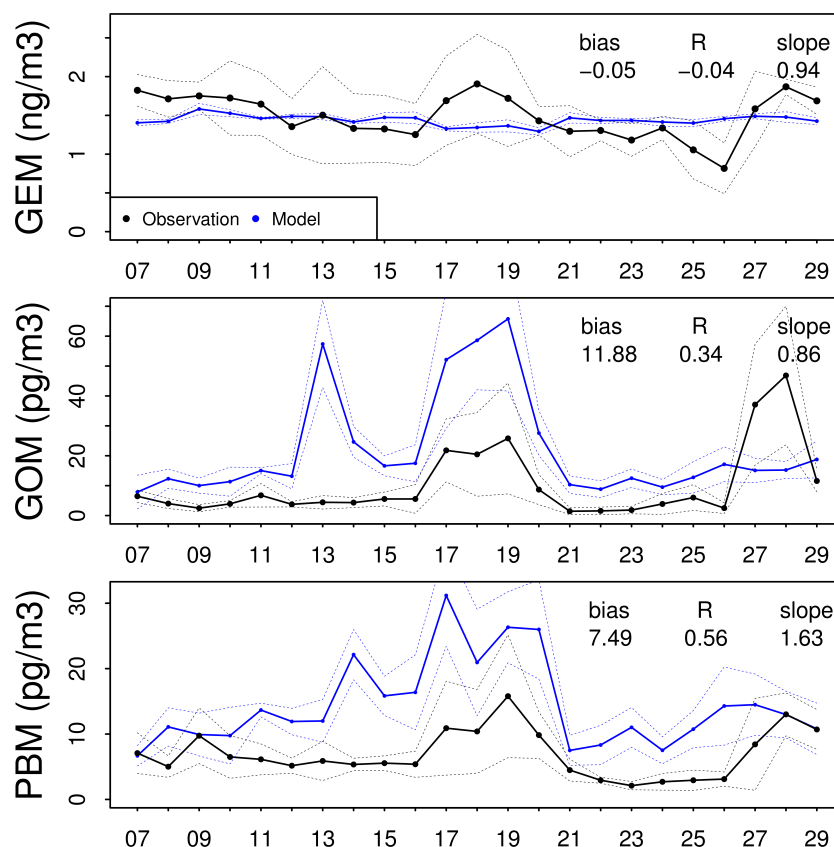 GEM (ng/m3)
0 1 2
bias R slope
−0.05 −0.04 0.94
Observation Model
07 09 11 13 15 17 19 21 23 25 27 29
GOM (pg/m3)
0 20 40 60
bias R slope
11.88 0.34 0.86
07 09 11 13 15 17 19 21 23 25 27 29
PBM (pg/m3)
0 10 20 30
bias R slope
7.49 0.56 1.63
07 09 11 13 15 17 19 21 23 25 27 29